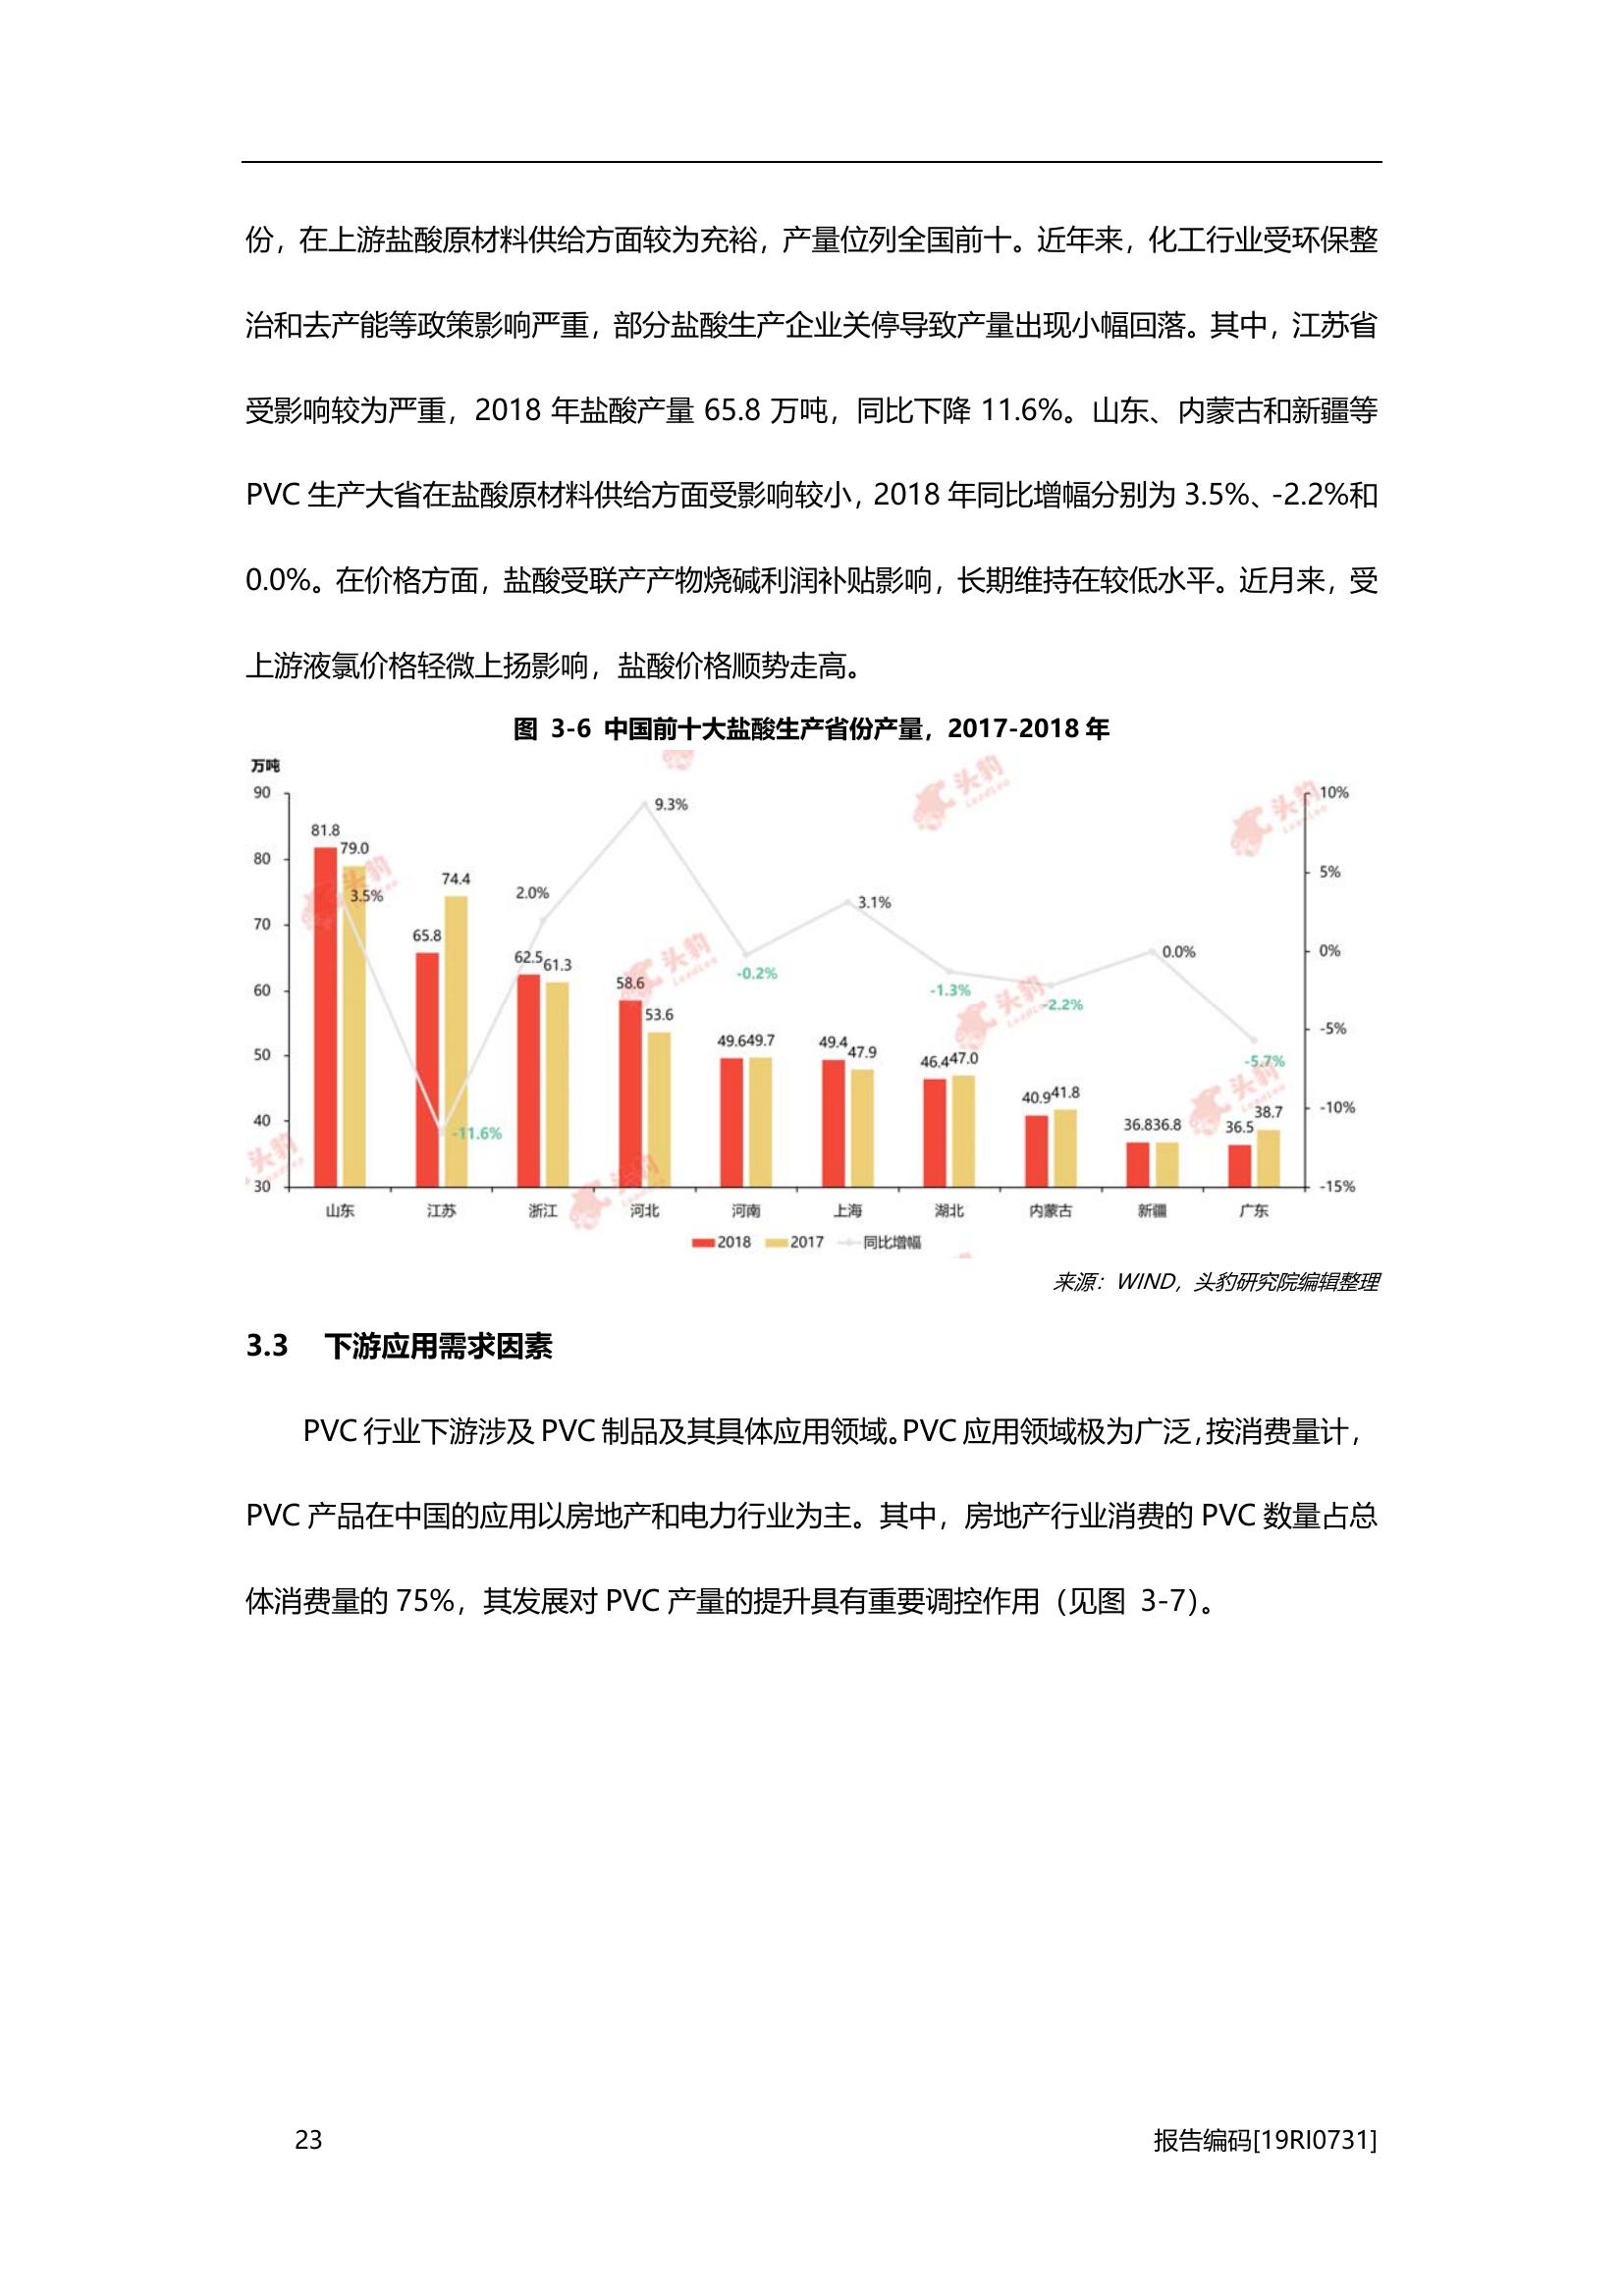 份，在上游盐酸原材料供给方面较为充裕，产量位列全国前十。近年来，化工行业受环保整
治和去产能等政策影响严重，部分盐酸生产企业关停导致产量出现小幅回落。其中，江苏省
受影响较为严重，2018 年盐酸产量 65.8 万吨，同比下降 11.6%。山东、内蒙古和新疆等
PVC 生产大省在盐酸原材料供给方面受影响较小，2018 年同比增幅分别为 3.5%、-2.2%和
0.0%。在价格方面，盐酸受联产产物烧碱利润补贴影响，长期维持在较低水平。近月来，受
上游液氯价格轻微上扬影响，盐酸价格顺势走高。
图 3-6 中国前十大盐酸生产省份产量，2017-2018 年
万吨
90
80
70
60
50
40
30
10%
5%
0%
-5%
-10%
-15%
81.8 79.0
65.8 74.4
62.5 61.3
58.6 53.6
49.6 49.7
49.4 47.9
46.4 47.0
40.9 41.8
36.8 36.8
36.5 38.7
3.5%
-11.6%
2.0%
9.3%
-0.2%
3.1%
-1.3%
-2.2%
0.0%
-5.7%
山东 江苏 浙江 河北 河南 上海 湖北 内蒙古 新疆 广东
2018 2017 同比增幅
头豹
LeadLeo
头豹
LeadLeo
头豹
LeadLeo
头豹
LeadLeo
头豹
LeadLeo
头豹
LeadLeo
头豹
LeadLeo
头豹
LeadLeo
来源：WIND，头豹研究院编辑整理
3.3 下游应用需求因素
PVC 行业下游涉及 PVC 制品及其具体应用领域。PVC 应用领域极为广泛，按消费量计，
PVC 产品在中国的应用以房地产和电力行业为主。其中，房地产行业消费的 PVC 数量占总
体消费量的 75%，其发展对 PVC 产量的提升具有重要调控作用（见图 3-7）。
23
报告编码[19RI0731]